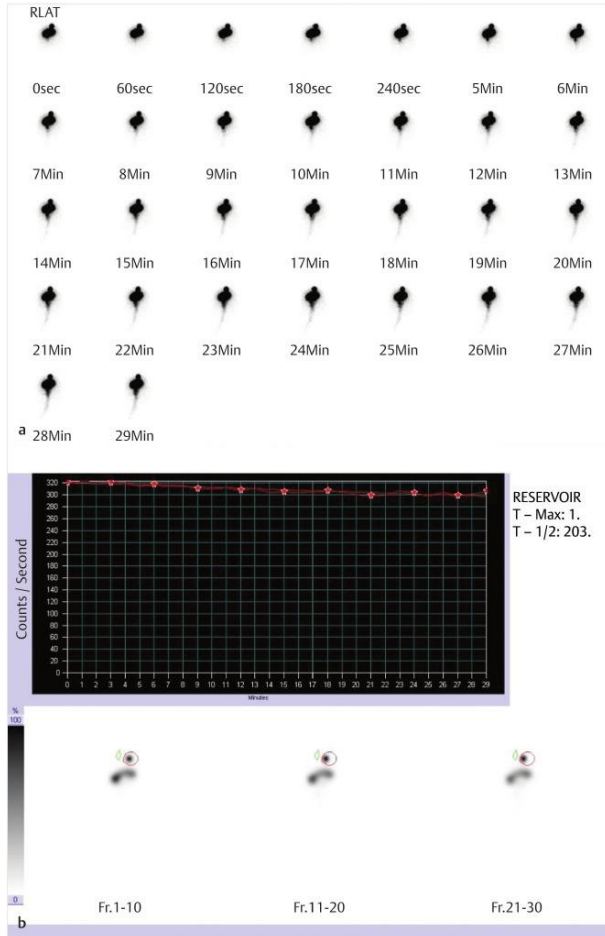 RLAT
0sec 60sec 120sec 180sec 240sec 5Min 6Min
7Min 8Min 9Min 10Min 11Min 12Min 13Min
14Min 15Min 16Min 17Min 18Min 19Min 20Min
21Min 22Min 23Min 24Min 25Min 26Min 27Min
a 28Min 29Min
RESERVOIR
T – Max: 1.
T – 1/2: 203.
Counts / Second
320
300
280
260
240
220
200
180
160
140
120
100
80
60
40
20
0
0 1 2 3 4 5 6 7 8 9 10 11 12 13 14 15 16 17 18 19 20 21 22 23 24 25 26 27 28 29
Minutes
%
100
0
Fr.1-10 Fr.11-20 Fr.21-30
b